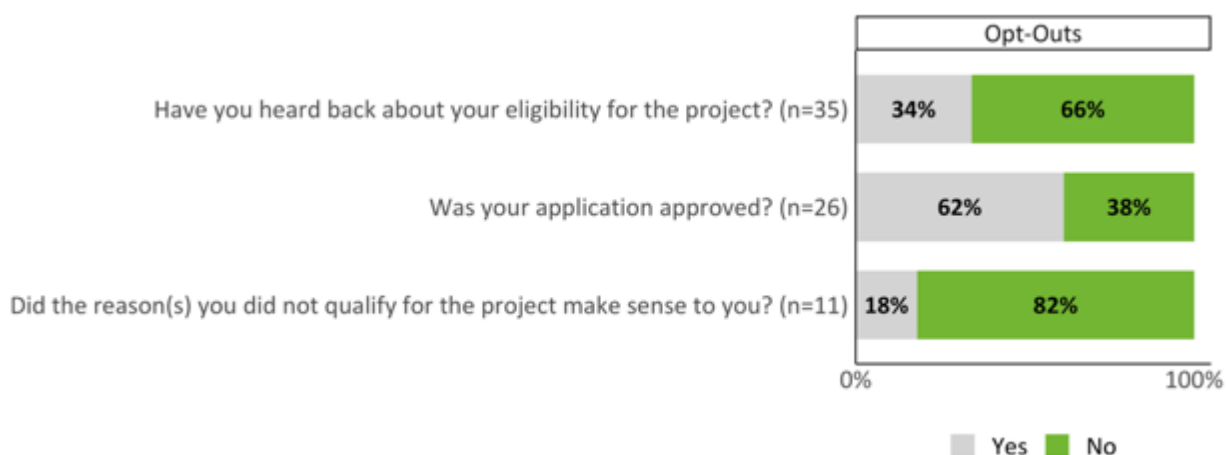 Opt-Outs
Have you heard back about your eligibility for the project? (n=35) 34% 66%
Was your application approved? (n=26) 62% 38%
Did the reason(s) you did not qualify for the project make sense to you? (n=11) 18% 82%
0% 100%
Yes No